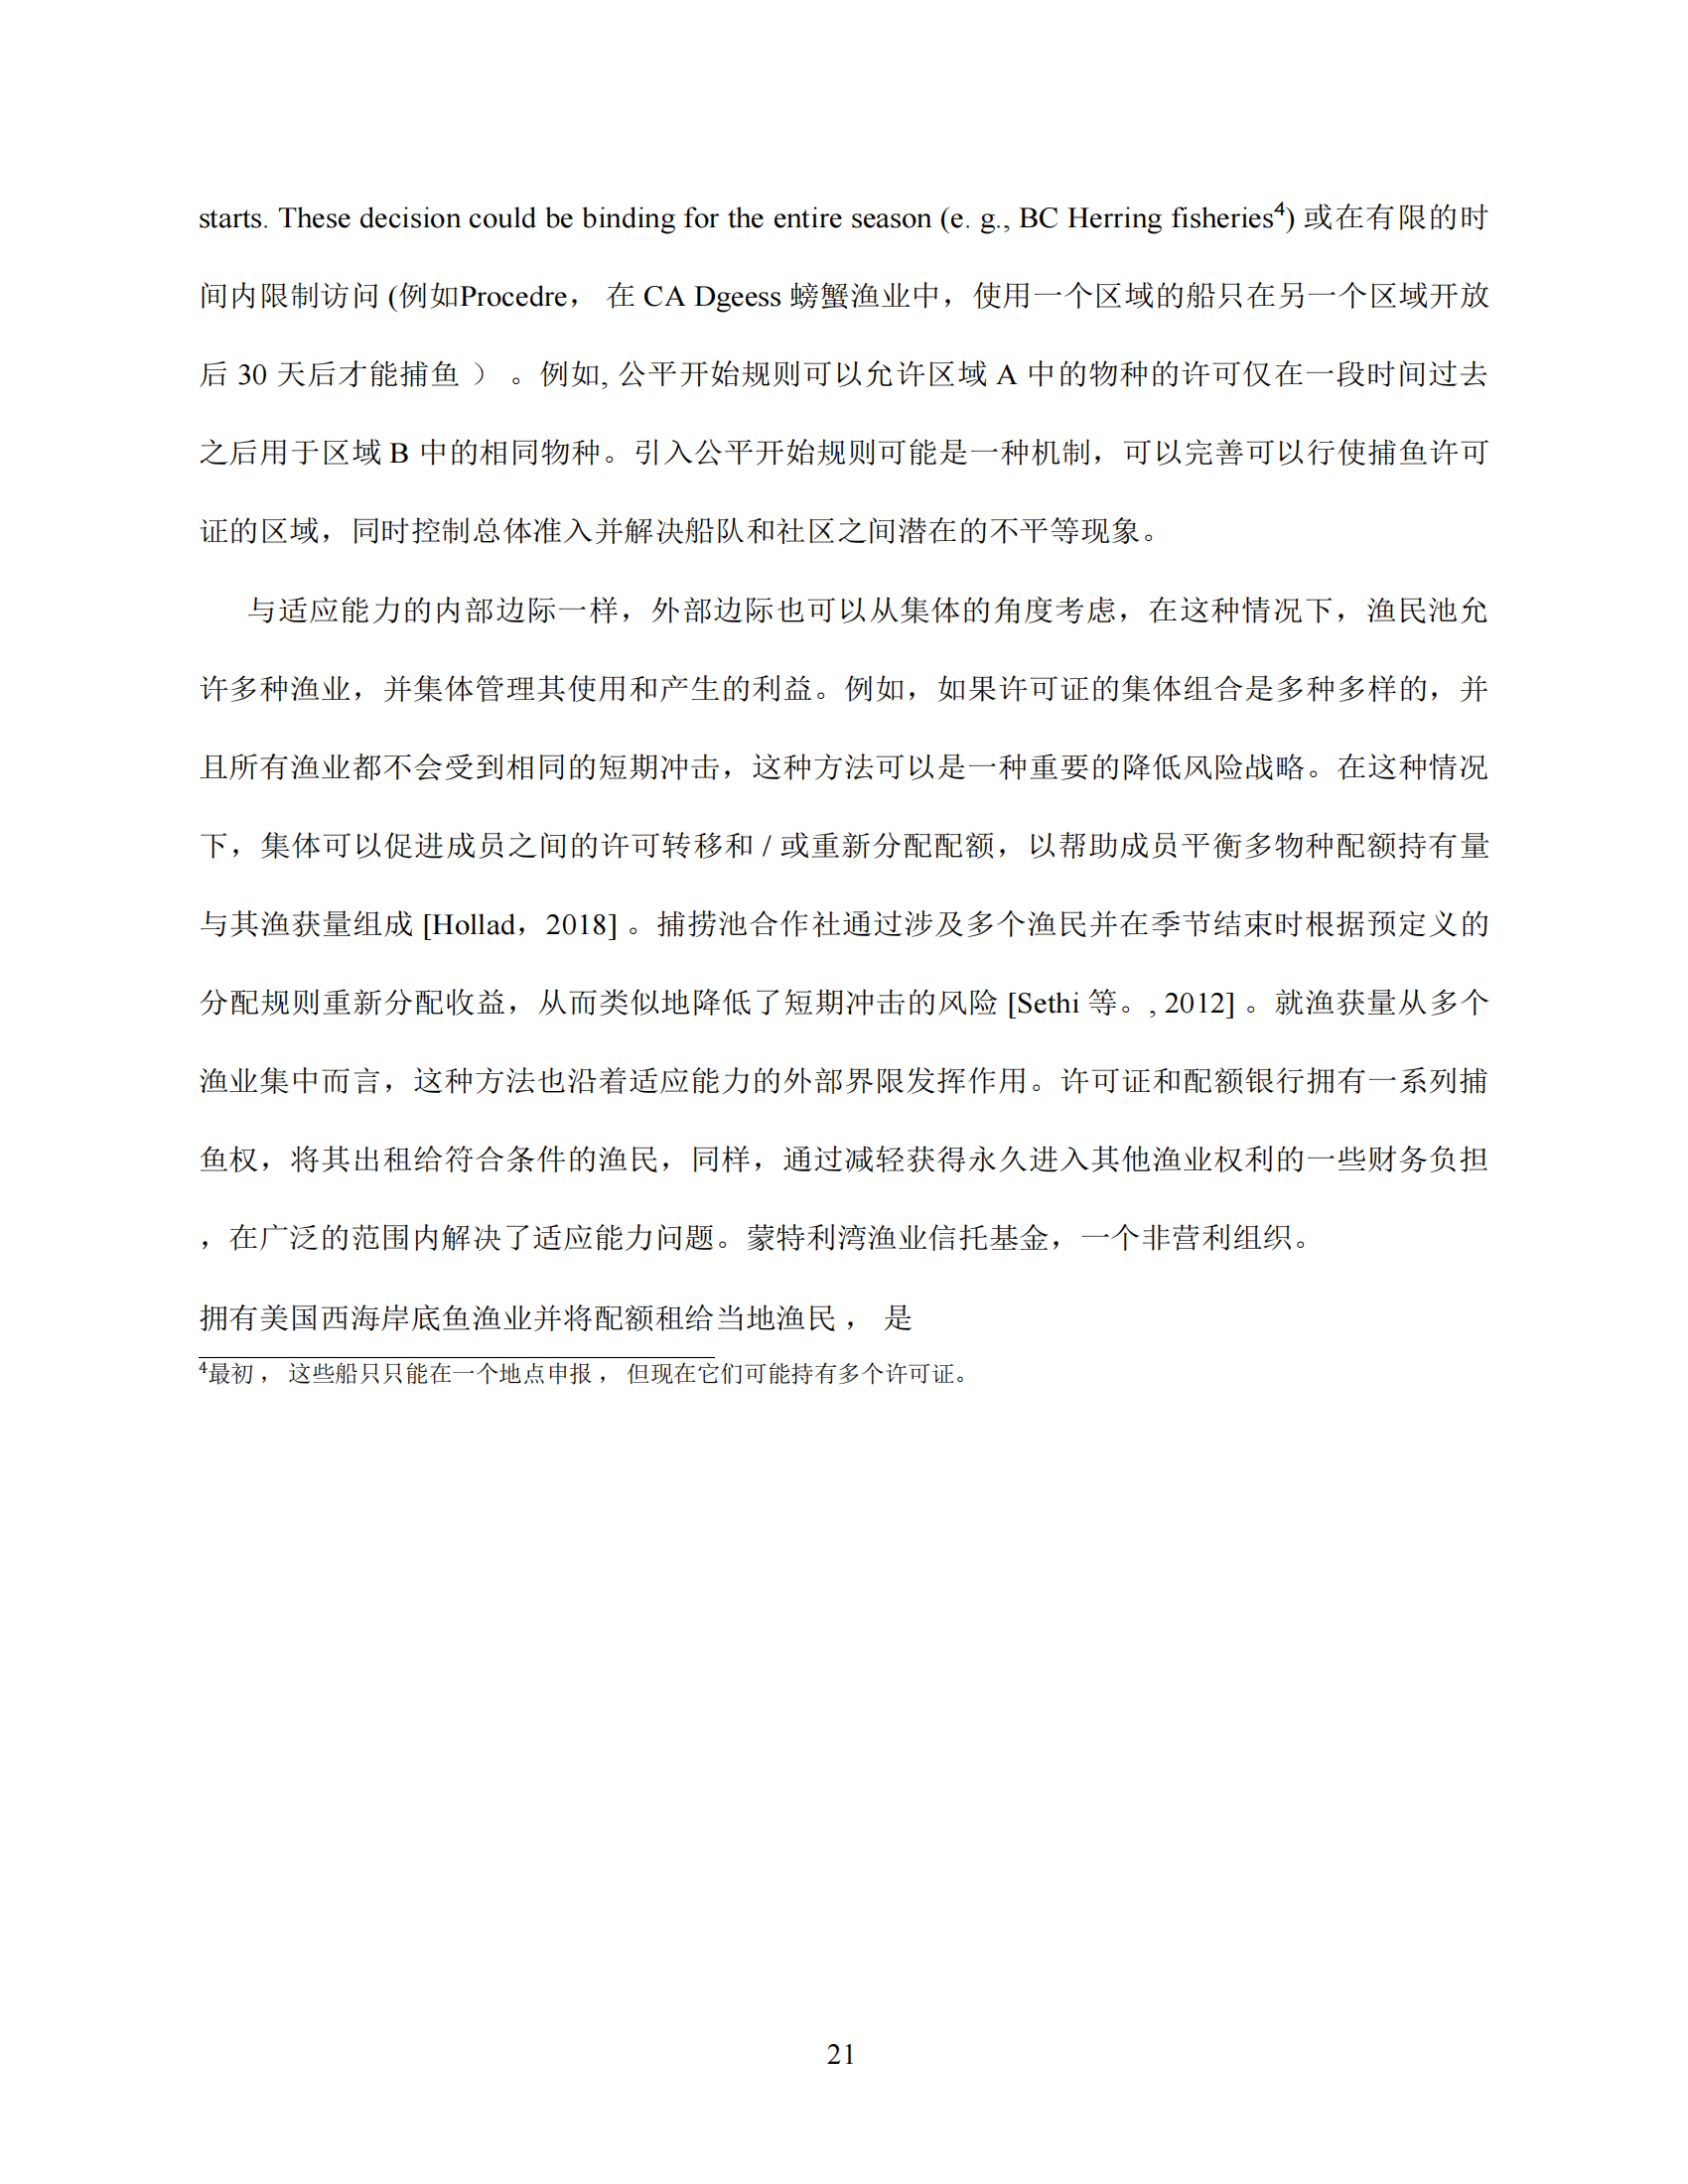 starts. These decision could be binding for the entire season (e. g., BC Herring fisheries⁴) 或在有限的时
间内限制访问 (例如Procedre， 在 CA Dgeess 螃蟹渔业中，使用一个区域的船只在另一个区域开放
后 30 天后才能捕鱼 ） 。例如, 公平开始规则可以允许区域 A 中的物种的许可仅在一段时间过去
之后用于区域 B 中的相同物种。引入公平开始规则可能是一种机制，可以完善可以行使捕鱼许可
证的区域，同时控制总体准入并解决船队和社区之间潜在的不平等现象。
与适应能力的内部边际一样，外部边际也可以从集体的角度考虑，在这种情况下，渔民池允
许多种渔业，并集体管理其使用和产生的利益。例如，如果许可证的集体组合是多种多样的，并
且所有渔业都不会受到相同的短期冲击，这种方法可以是一种重要的降低风险战略。在这种情况
下，集体可以促进成员之间的许可转移和 / 或重新分配配额，以帮助成员平衡多物种配额持有量
与其渔获量组成 [Hollad，2018] 。捕捞池合作社通过涉及多个渔民并在季节结束时根据预定义的
分配规则重新分配收益，从而类似地降低了短期冲击的风险 [Sethi 等。, 2012] 。就渔获量从多个
渔业集中而言，这种方法也沿着适应能力的外部界限发挥作用。许可证和配额银行拥有一系列捕
鱼权，将其出租给符合条件的渔民，同样，通过减轻获得永久进入其他渔业权利的一些财务负担
，在广泛的范围内解决了适应能力问题。蒙特利湾渔业信托基金，一个非营利组织。
拥有美国西海岸底鱼渔业并将配额租给当地渔民 ， 是
⁴最初 ， 这些船只只能在一个地点申报 ， 但现在它们可能持有多个许可证。
21